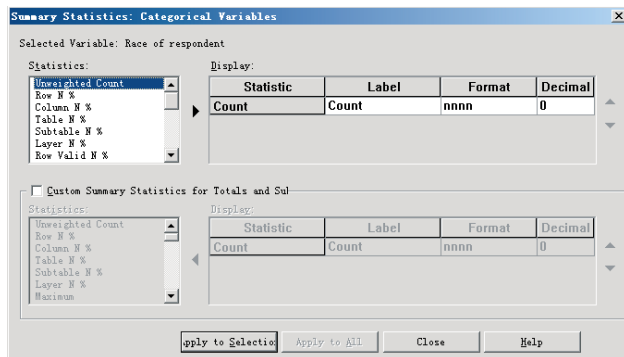 Summary Statistics: Categorical Variables
Selected Variable: Race of respondent
Statistics:
Display:
Unweighted Count
Row N %
Column N %
Table N %
Subtable N %
Layer N %
Row Valid N %
Statistic Label Format Decimal
Count Count nnnn 0
Custom Summary Statistics for Totals and Sul
Statistics:
Display:
Unweighted Count
Row N %
Column N %
Table N %
Subtable N %
Layer N %
Maximum
Statistic Label Format Decimal
Count Count nnnn 0
pply to Selectio Apply to All Close Help